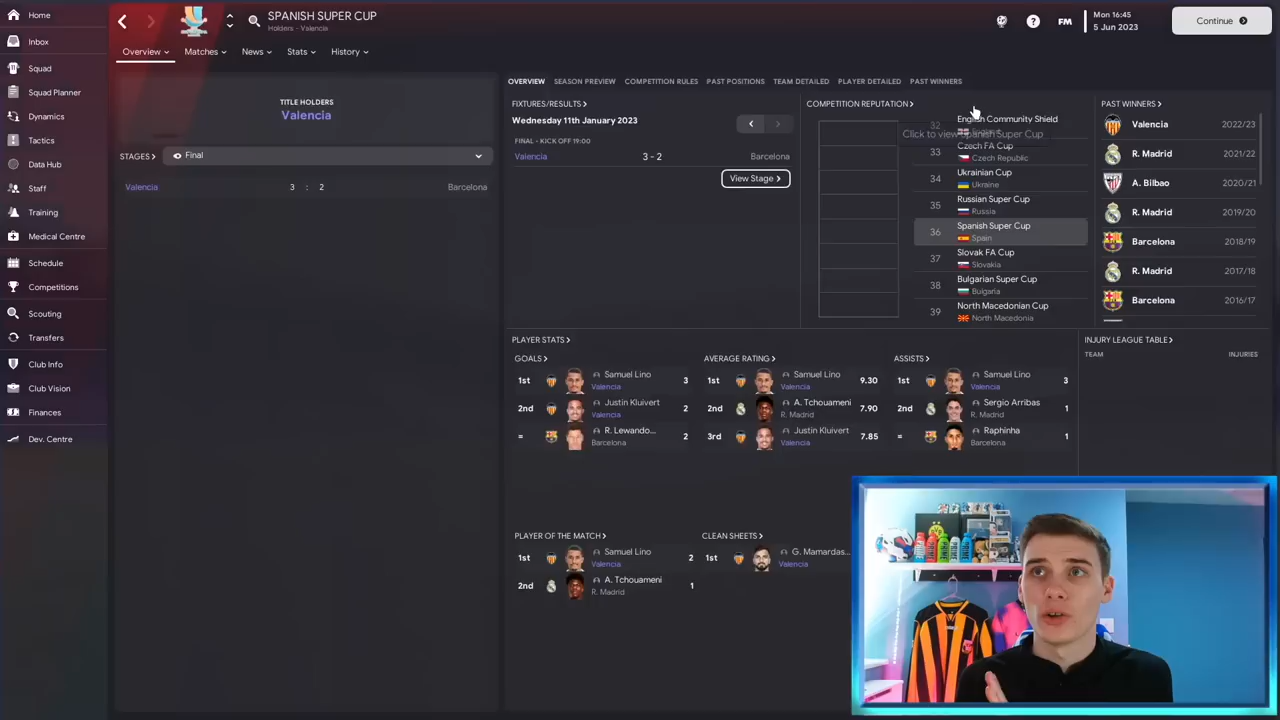 Home
Inbox
Squad
Squad Planner
Dynamics
Tactics
Data Hub
Staff
Training
Medical Centre
Schedule
Competitions
Scouting
Transfers
Club Info
Club Vision
Finances
Dev. Centre
SPANISH SUPER CUP
Holders - Valencia
FM
Mon 16:45
5 Jun 2023
Continue
Overview
Matches
News
Stats
History
TITLE HOLDERS
Valencia
STAGES
Final
Valencia 3 : 2 Barcelona
OVERVIEW SEASON PREVIEW COMPETITION RULES PAST POSITIONS TEAM DETAILED PLAYER DETAILED PAST WINNERS
FIXTURES/RESULTS
Wednesday 11th January 2023
FINAL - KICK OFF 19:00
Valencia 3 - 2 Barcelona
View Stage
COMPETITION REPUTATION
32 English Community Shield
Click to view Spanish Super Cup
33 Czech FA Cup
Czech Republic
34 Ukrainian Cup
Ukraine
35 Russian Super Cup
Russia
36 Spanish Super Cup
Spain
37 Slovak FA Cup
Slovakia
38 Bulgarian Super Cup
Bulgaria
39 North Macedonian Cup
North Macedonia
PAST WINNERS
Valencia 2022/23
R. Madrid 2021/22
A. Bilbao 2020/21
R. Madrid 2019/20
Barcelona 2018/19
R. Madrid 2017/18
Barcelona 2016/17
PLAYER STATS
GOALS
1st Samuel Lino 3
Valencia
2nd Justin Kluivert 2
Valencia
= R. Lewando... 2
Barcelona
AVERAGE RATING
1st Samuel Lino 9.30
Valencia
2nd A. Tchouameni 7.90
R. Madrid
3rd Justin Kluivert 7.85
Valencia
ASSISTS
1st Samuel Lino 3
Valencia
2nd Sergio Arribas 1
R. Madrid
= Raphinha 1
Barcelona
INJURY LEAGUE TABLE
TEAM INJURIES
PLAYER OF THE MATCH
1st Samuel Lino 2
Valencia
2nd A. Tchouameni 1
R. Madrid
CLEAN SHEETS
1st G. Mamardas...
Valencia